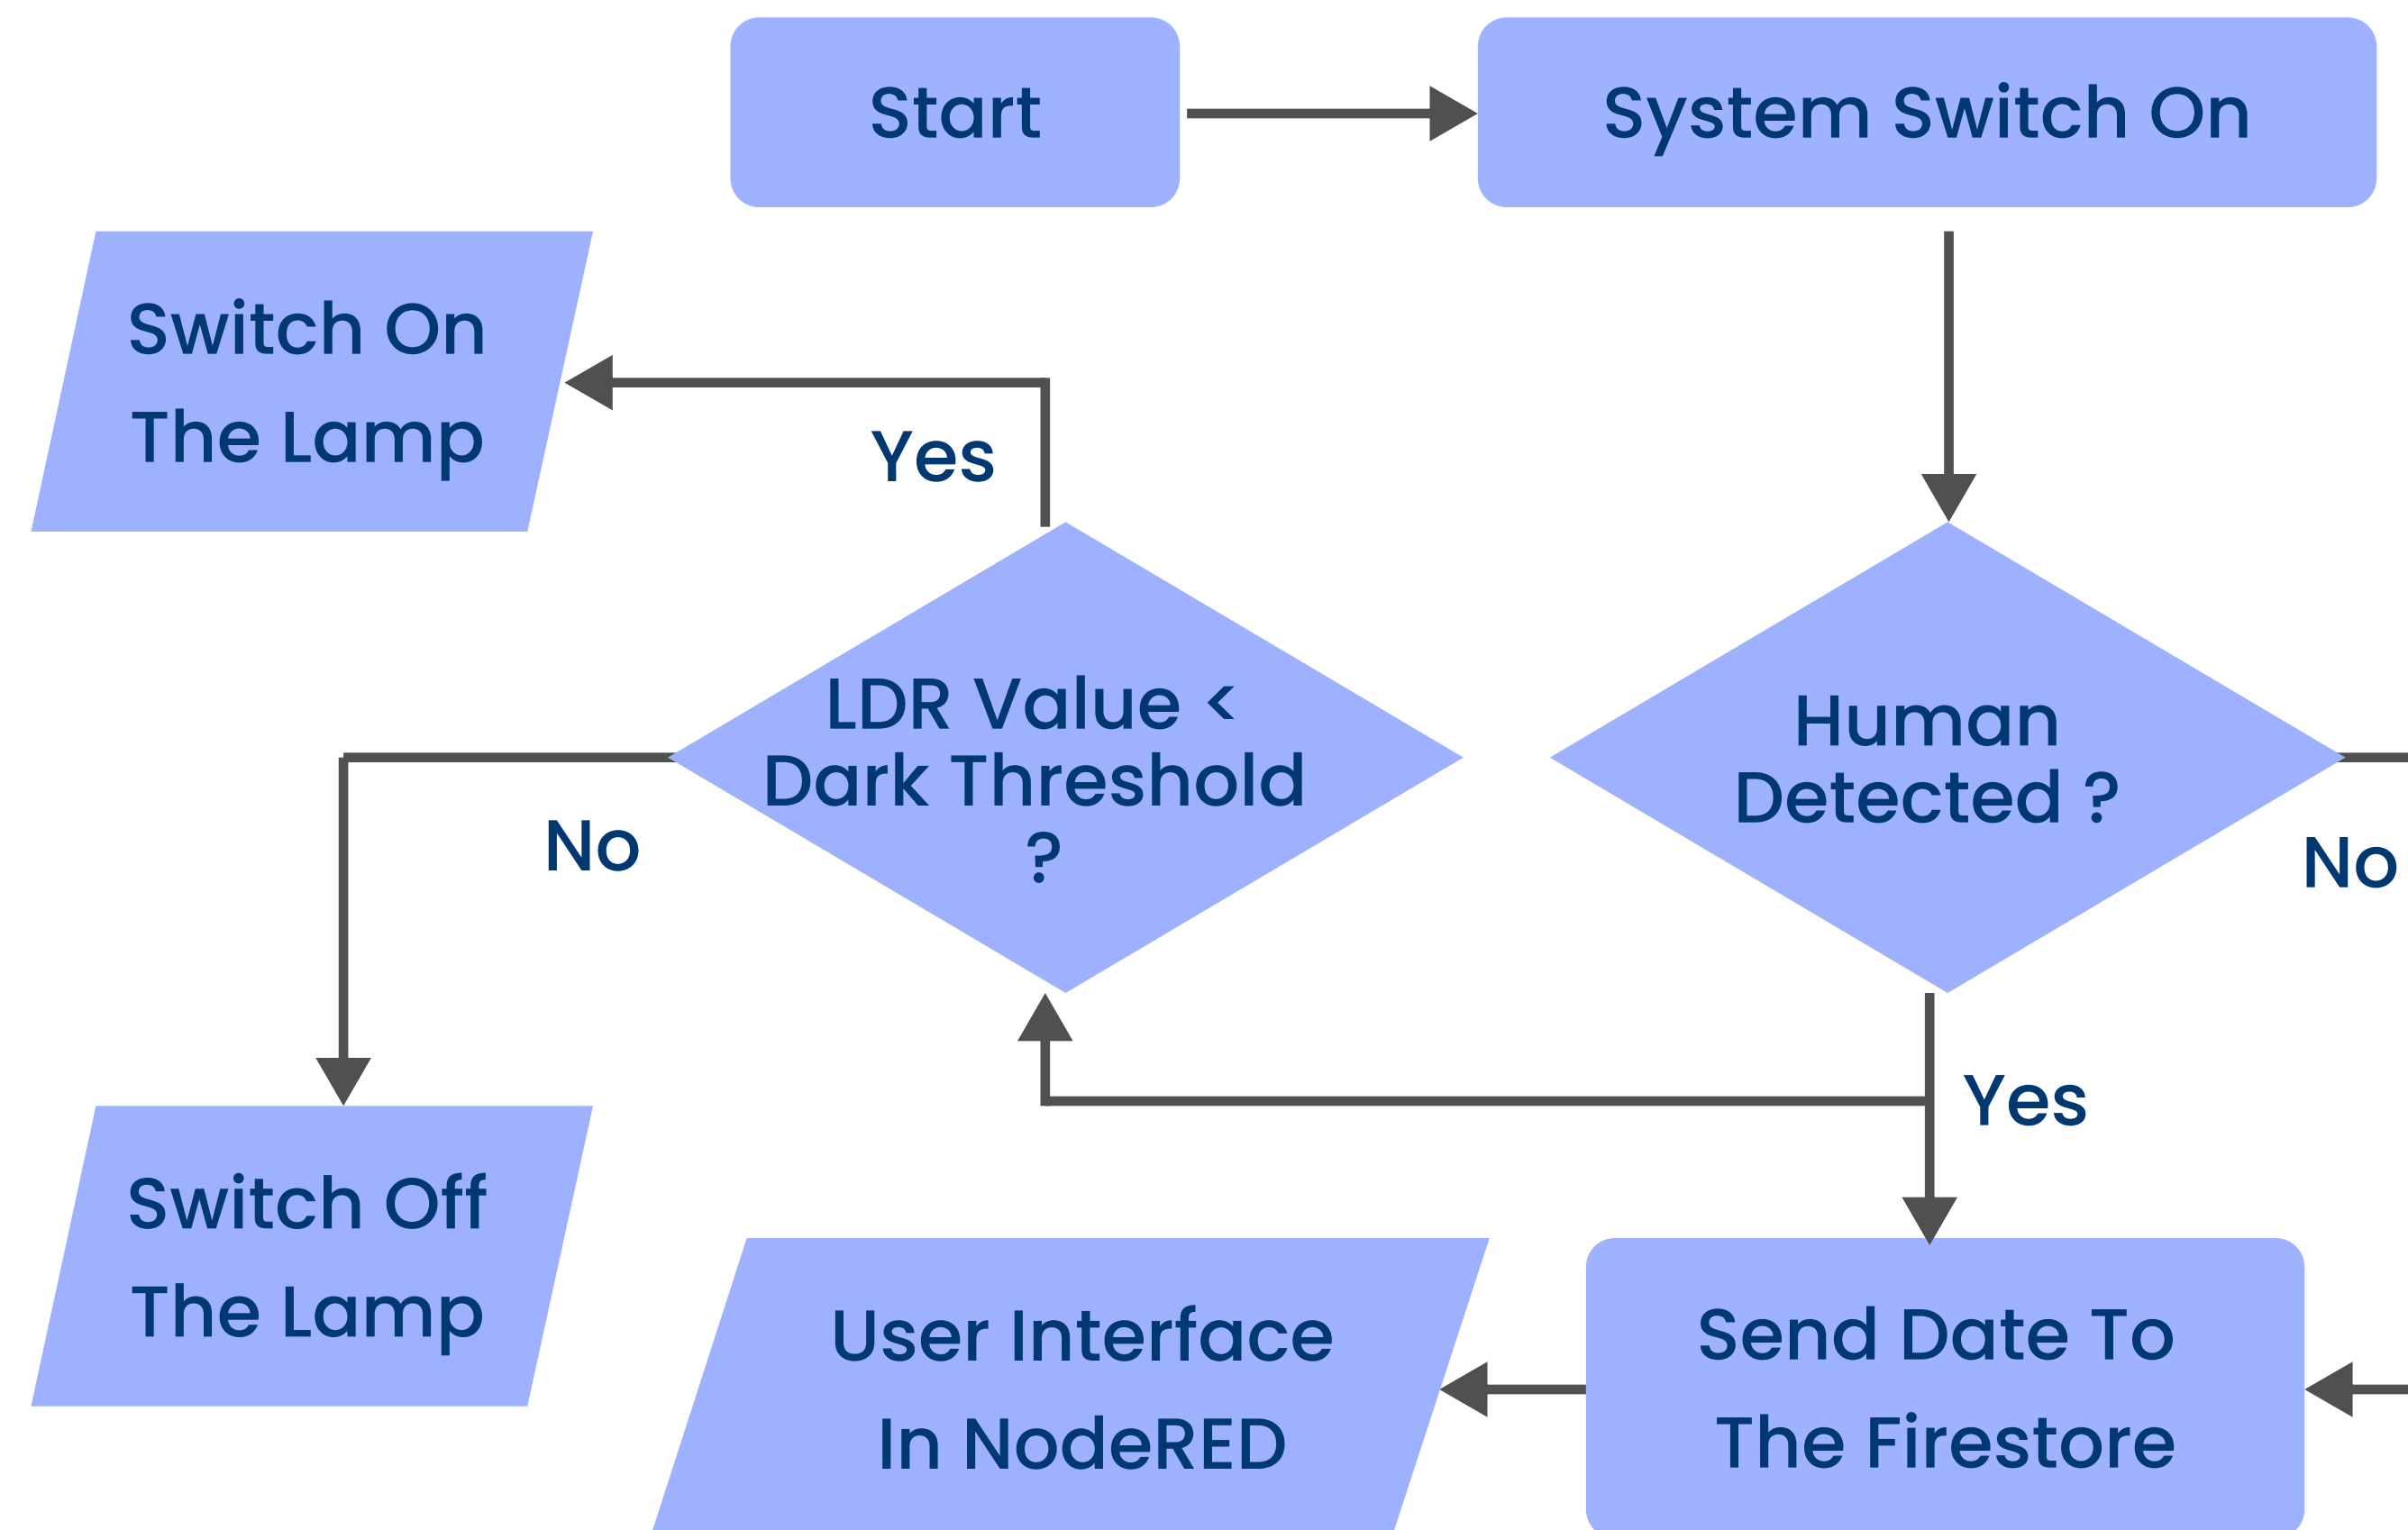 Start
System Switch On
Switch On
The Lamp
Yes
LDR Value <
Dark Threshold
?
Human
Detected ?
No
No
Yes
Switch Off
The Lamp
User Interface
In NodeRED
Send Date To
The Firestore